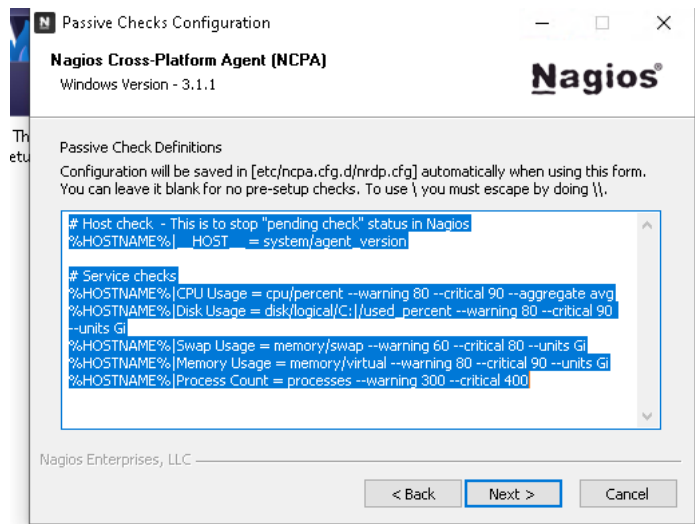 Passive Checks Configuration
Nagios Cross-Platform Agent (NCPA)
Windows Version - 3.1.1
N
Nagios®
Th
etu
Passive Check Definitions
Configuration will be saved in [etc/ncpa.cfg.d/nrdp.cfg] automatically when using this form.
You can leave it blank for no pre-setup checks. To use \ you must escape by doing \\.
# Host check  - This is to stop "pending check" status in Nagios
%HOSTNAME%|__HOST__ = system/agent_version
# Service checks
%HOSTNAME%|CPU Usage = cpu/percent --warning 80 --critical 90 --aggregate avg
%HOSTNAME%|Disk Usage = disk/logical/C:|/used_percent --warning 80 --critical 90
--units Gi
%HOSTNAME%|Swap Usage = memory/swap --warning 60 --critical 80 --units Gi
%HOSTNAME%|Memory Usage = memory/virtual --warning 80 --critical 90 --units Gi
%HOSTNAME%|Process Count = processes --warning 300 --critical 400
Nagios Enterprises, LLC
< Back
Next >
Cancel